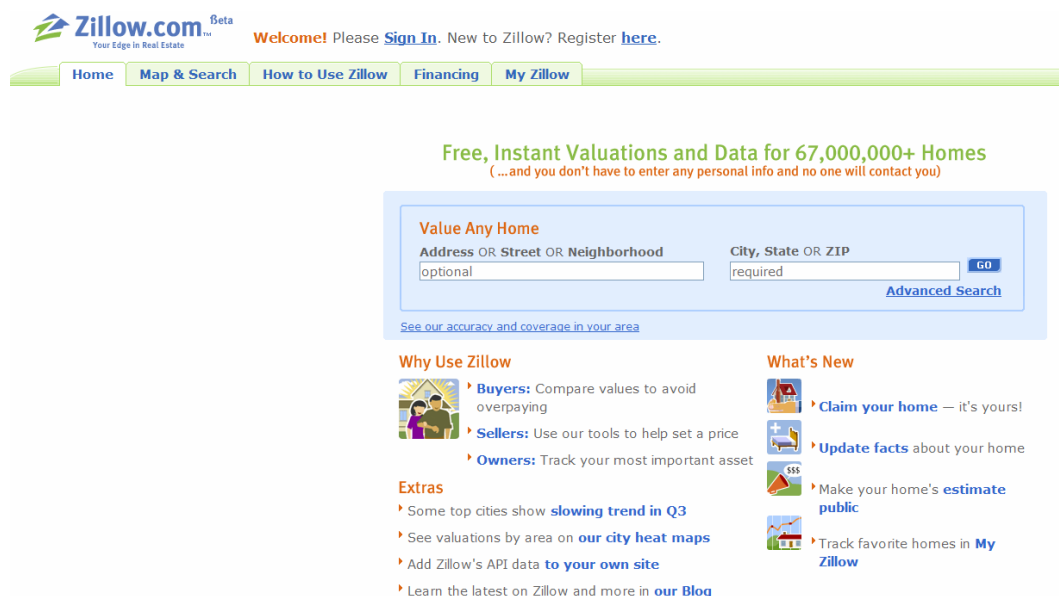 Zillow.com™ Beta
Your Edge in Real Estate
Welcome! Please Sign In. New to Zillow? Register here.
Home Map & Search How to Use Zillow Financing My Zillow
Free, Instant Valuations and Data for 67,000,000+ Homes
( ...and you don't have to enter any personal info and no one will contact you)
Value Any Home
Address OR Street OR Neighborhood City, State OR ZIP
optional required GO
Advanced Search
See our accuracy and coverage in your area
Why Use Zillow
Buyers: Compare values to avoid
overpaying
Sellers: Use our tools to help set a price
Owners: Track your most important asset
Extras
Some top cities show slowing trend in Q3
See valuations by area on our city heat maps
Add Zillow's API data to your own site
Learn the latest on Zillow and more in our Blog
What's New
Claim your home — it's yours!
Update facts about your home
$$$
Make your home's estimate
public
Track favorite homes in My
Zillow